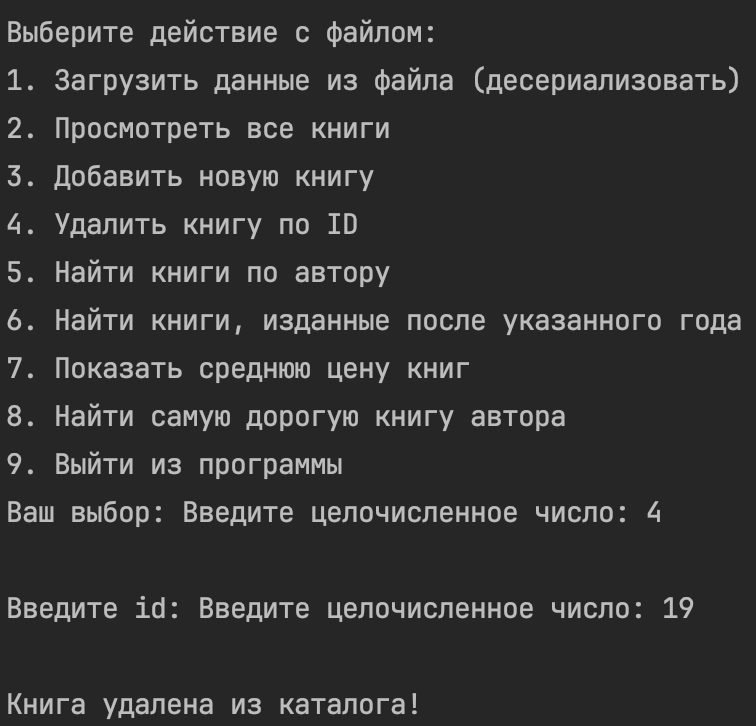 Выберите действие с файлом:
1. Загрузить данные из файла (десериализовать)
2. Просмотреть все книги
3. Добавить новую книгу
4. Удалить книгу по ID
5. Найти книги по автору
6. Найти книги, изданные после указанного года
7. Показать среднюю цену книг
8. Найти самую дорогую книгу автора
9. Выйти из программы
Ваш выбор: Введите целочисленное число: 4
Введите id: Введите целочисленное число: 19
Книга удалена из каталога!